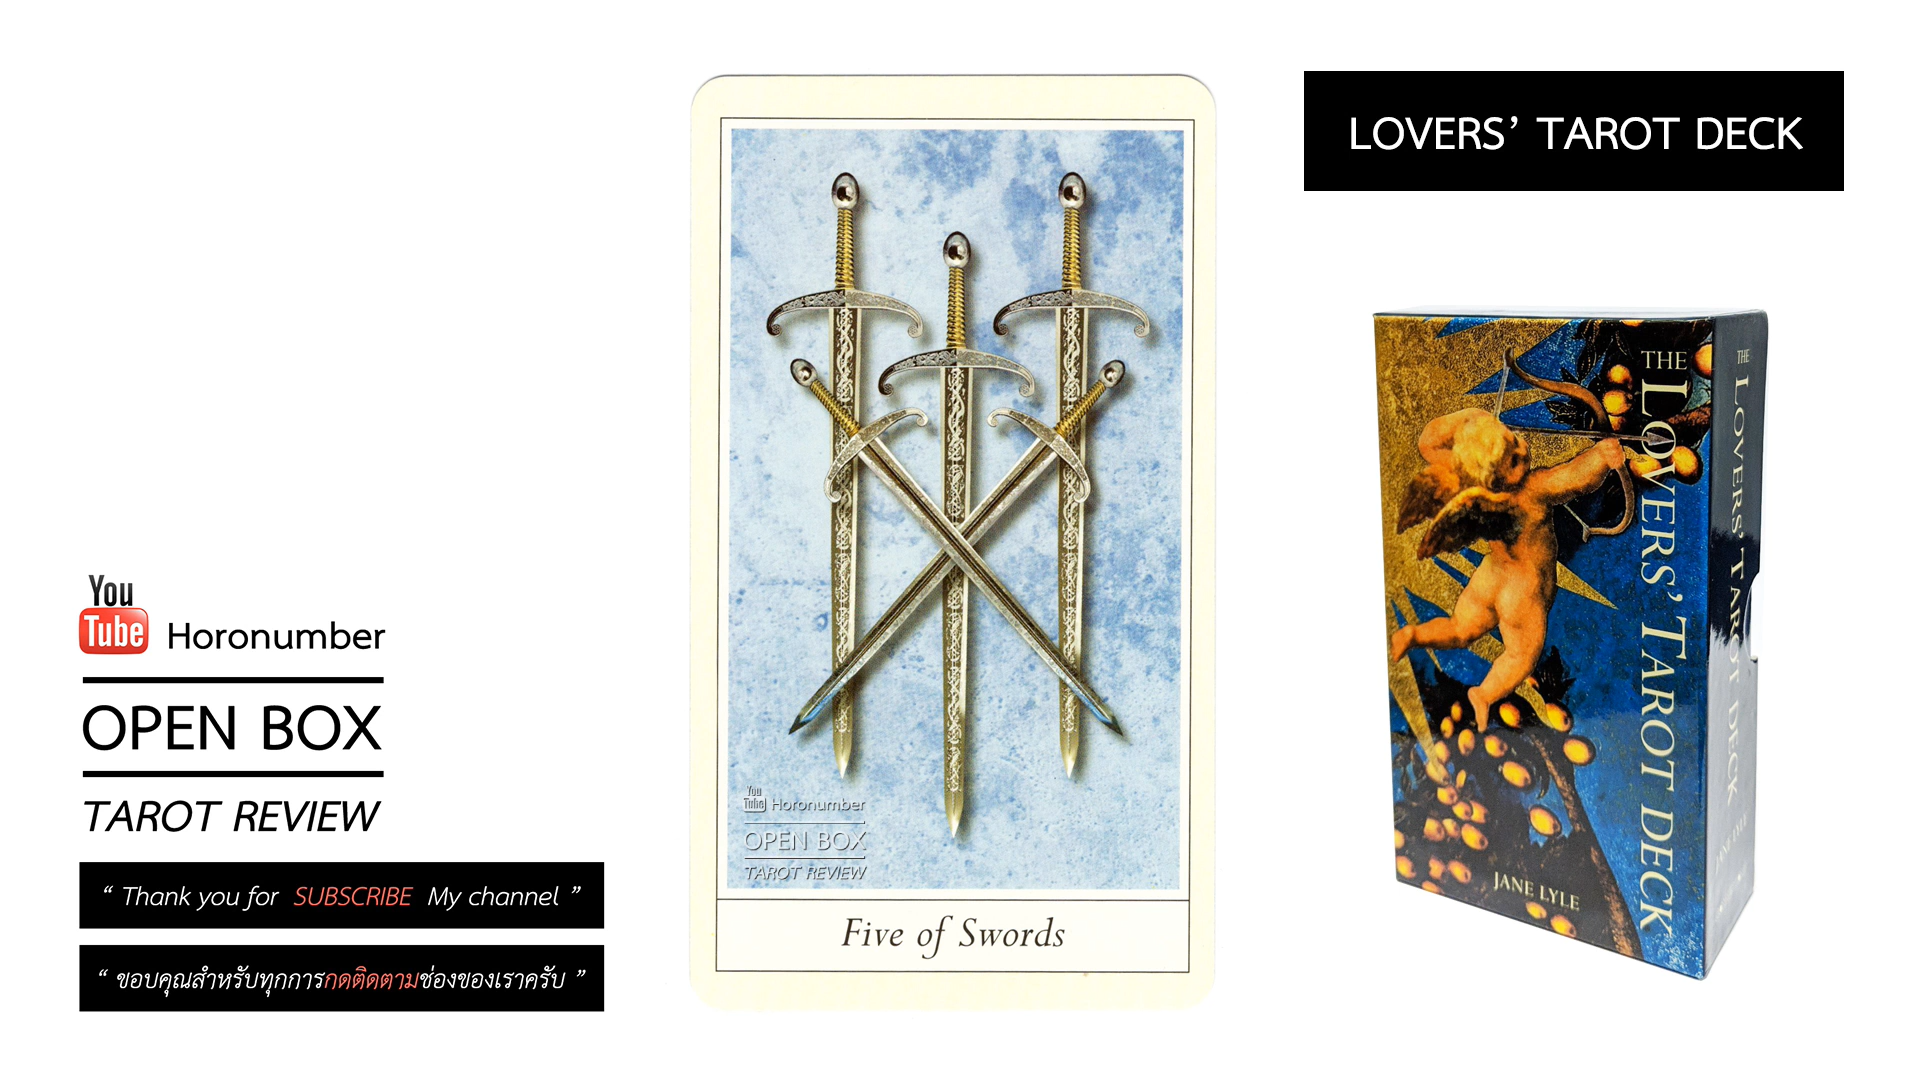 You
Tube Horonumber
OPEN BOX
TAROT REVIEW
“ Thank you for SUBSCRIBE My channel ”
“ ขอบคุณสำหรับทุกการกดติดตามช่องของเราครับ ”
You
Tube Horonumber
OPEN BOX
TAROT REVIEW
Five of Swords
LOVERS’ TAROT DECK
THE LOVERS’ TAROT DECK
JANE LYLE
THE LOVERS’ TAROT DECK
JANE LYLE